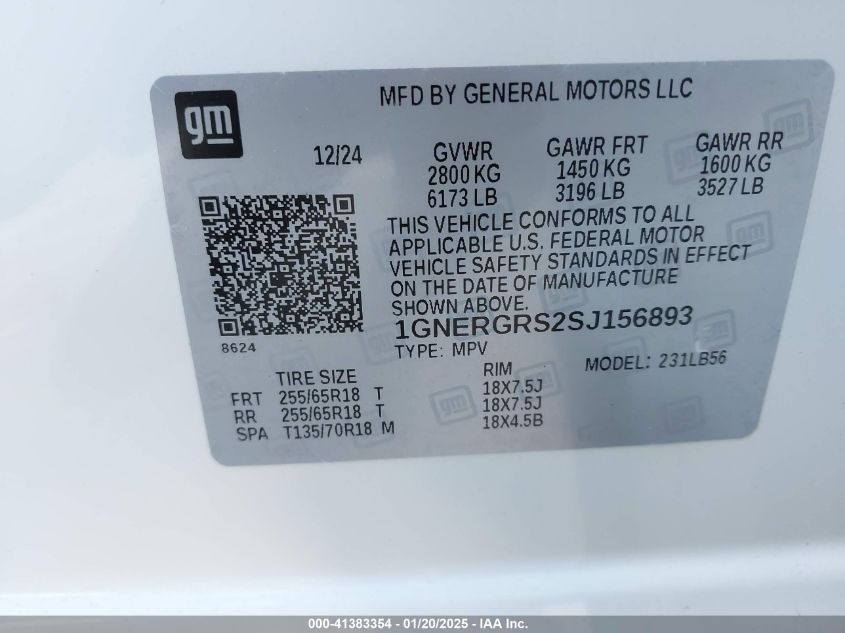 gm
MFD BY GENERAL MOTORS LLC
12/24
GVWR GAWR FRT GAWR RR
2800 KG 1450 KG 1600 KG
6173 LB 3196 LB 3527 LB
THIS VEHICLE CONFORMS TO ALL
APPLICABLE U.S. FEDERAL MOTOR
VEHICLE SAFETY STANDARDS IN EFFECT
ON THE DATE OF MANUFACTURE
SHOWN ABOVE.
1GNERGRS2SJ156893
8624
TYPE: MPV MODEL: 231LB56
TIRE SIZE RIM
FRT 255/65R18 T 18X7.5J
RR 255/65R18 T 18X7.5J
SPA T135/70R18 M 18X4.5B
000-41383354 - 01/20/2025 - IAA Inc.